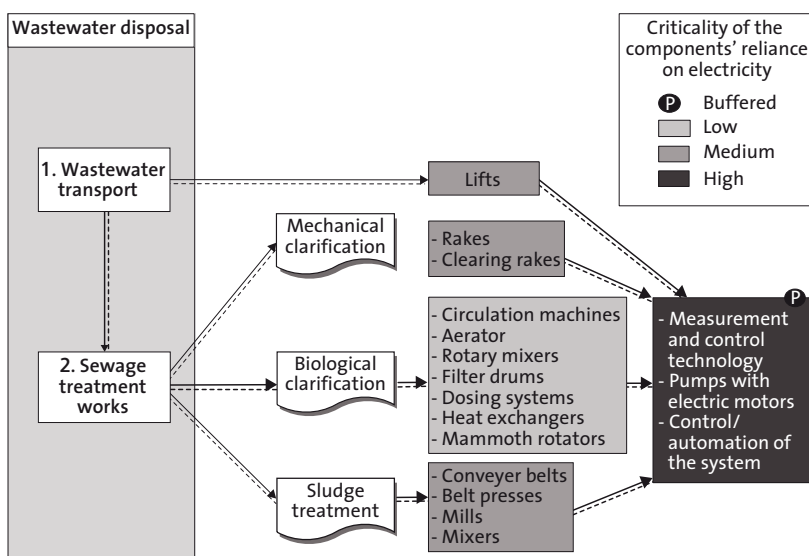 Wastewater disposal
Criticality of the
components’ reliance
on electricity
P Buffered
Low
Medium
High
1. Wastewater
transport
Lifts
Mechanical
clarification
- Rakes
- Clearing rakes
P
2. Sewage
treatment
works
Biological
clarification
- Circulation machines
- Aerator
- Rotary mixers
- Filter drums
- Dosing systems
- Heat exchangers
- Mammoth rotators
- Measurement
and control
technology
- Pumps with
electric motors
- Control/
automation of
the system
Sludge
treatment
- Conveyer belts
- Belt presses
- Mills
- Mixers